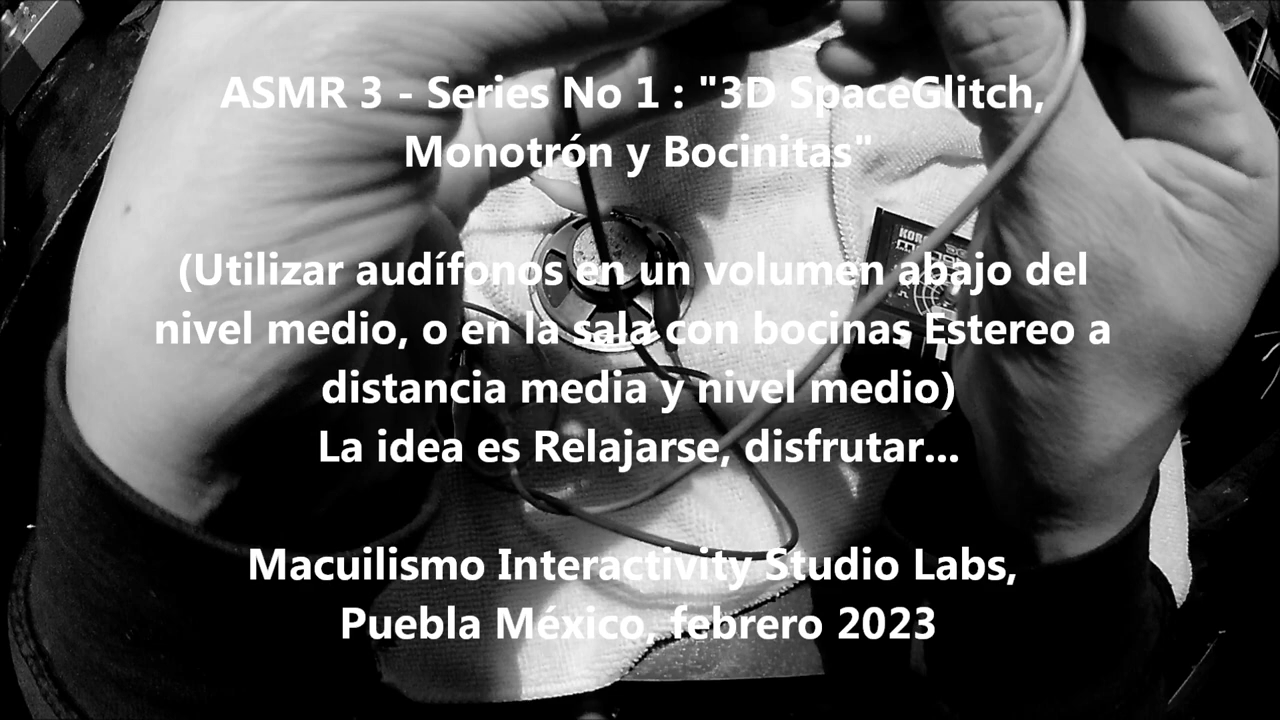 ASMR 3 - Series No 1 : "3D SpaceGlitch,
Monotrón y Bocinitas"
(Utilizar audífonos en un volumen abajo del
nivel medio, o en la sala con bocinas Estereo a
distancia media y nivel medio)
La idea es Relajarse, disfrutar...
Macuilismo Interactivity Studio Labs,
Puebla México, febrero 2023